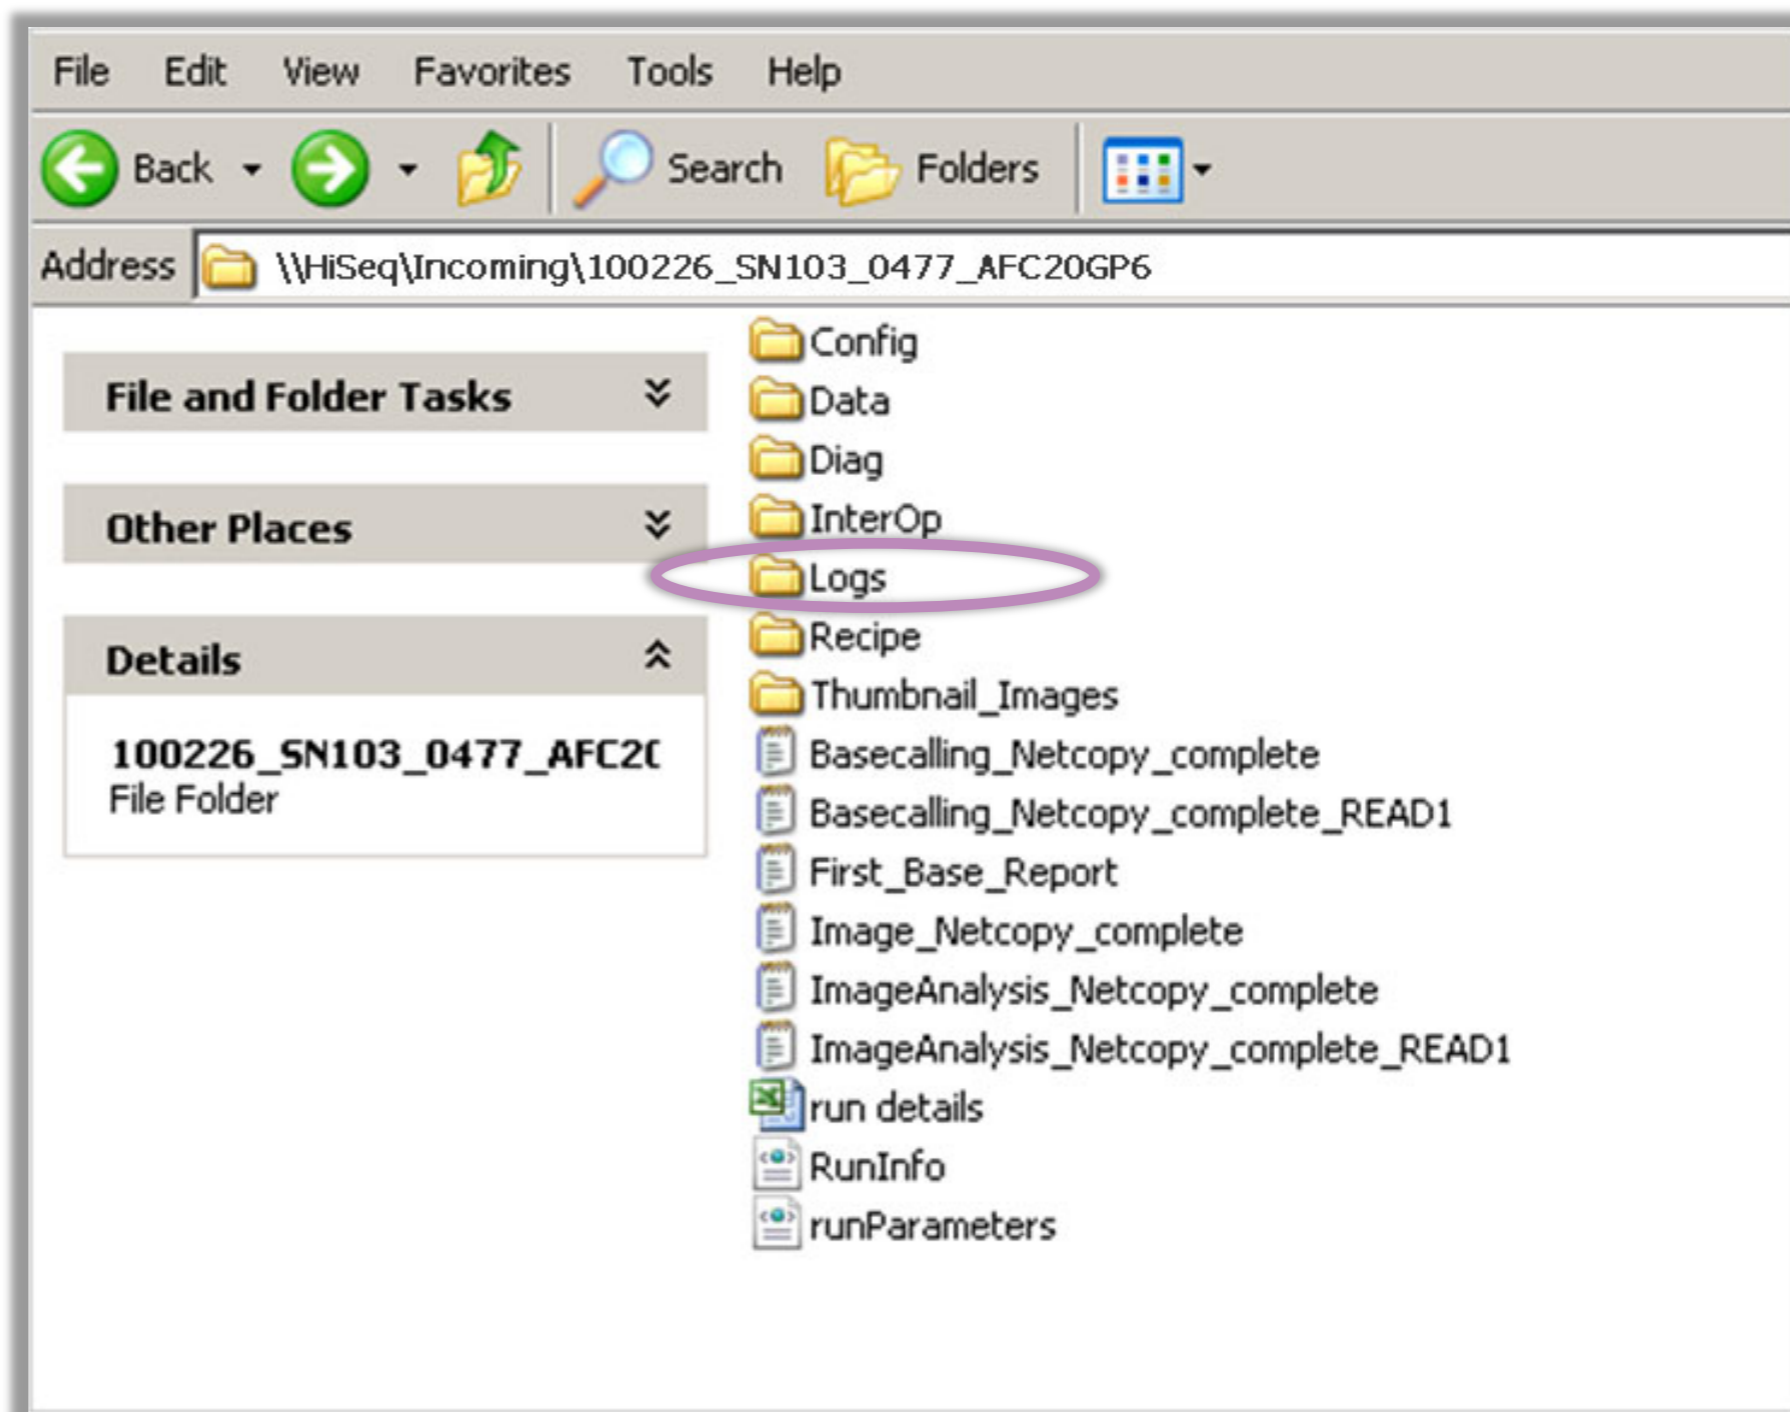 File Edit View Favorites Tools Help
Back Search Folders
Address \\HiSeq\Incoming\100226_SN103_0477_AFC20GP6
File and Folder Tasks
Other Places
Details
100226_SN103_0477_AFC2(
File Folder
Config
Data
Diag
InterOp
Logs
Recipe
Thumbnail_Images
Basecalling_Netcopy_complete
Basecalling_Netcopy_complete_READ1
First_Base_Report
Image_Netcopy_complete
ImageAnalysis_Netcopy_complete
ImageAnalysis_Netcopy_complete_READ1
run details
RunInfo
runParameters